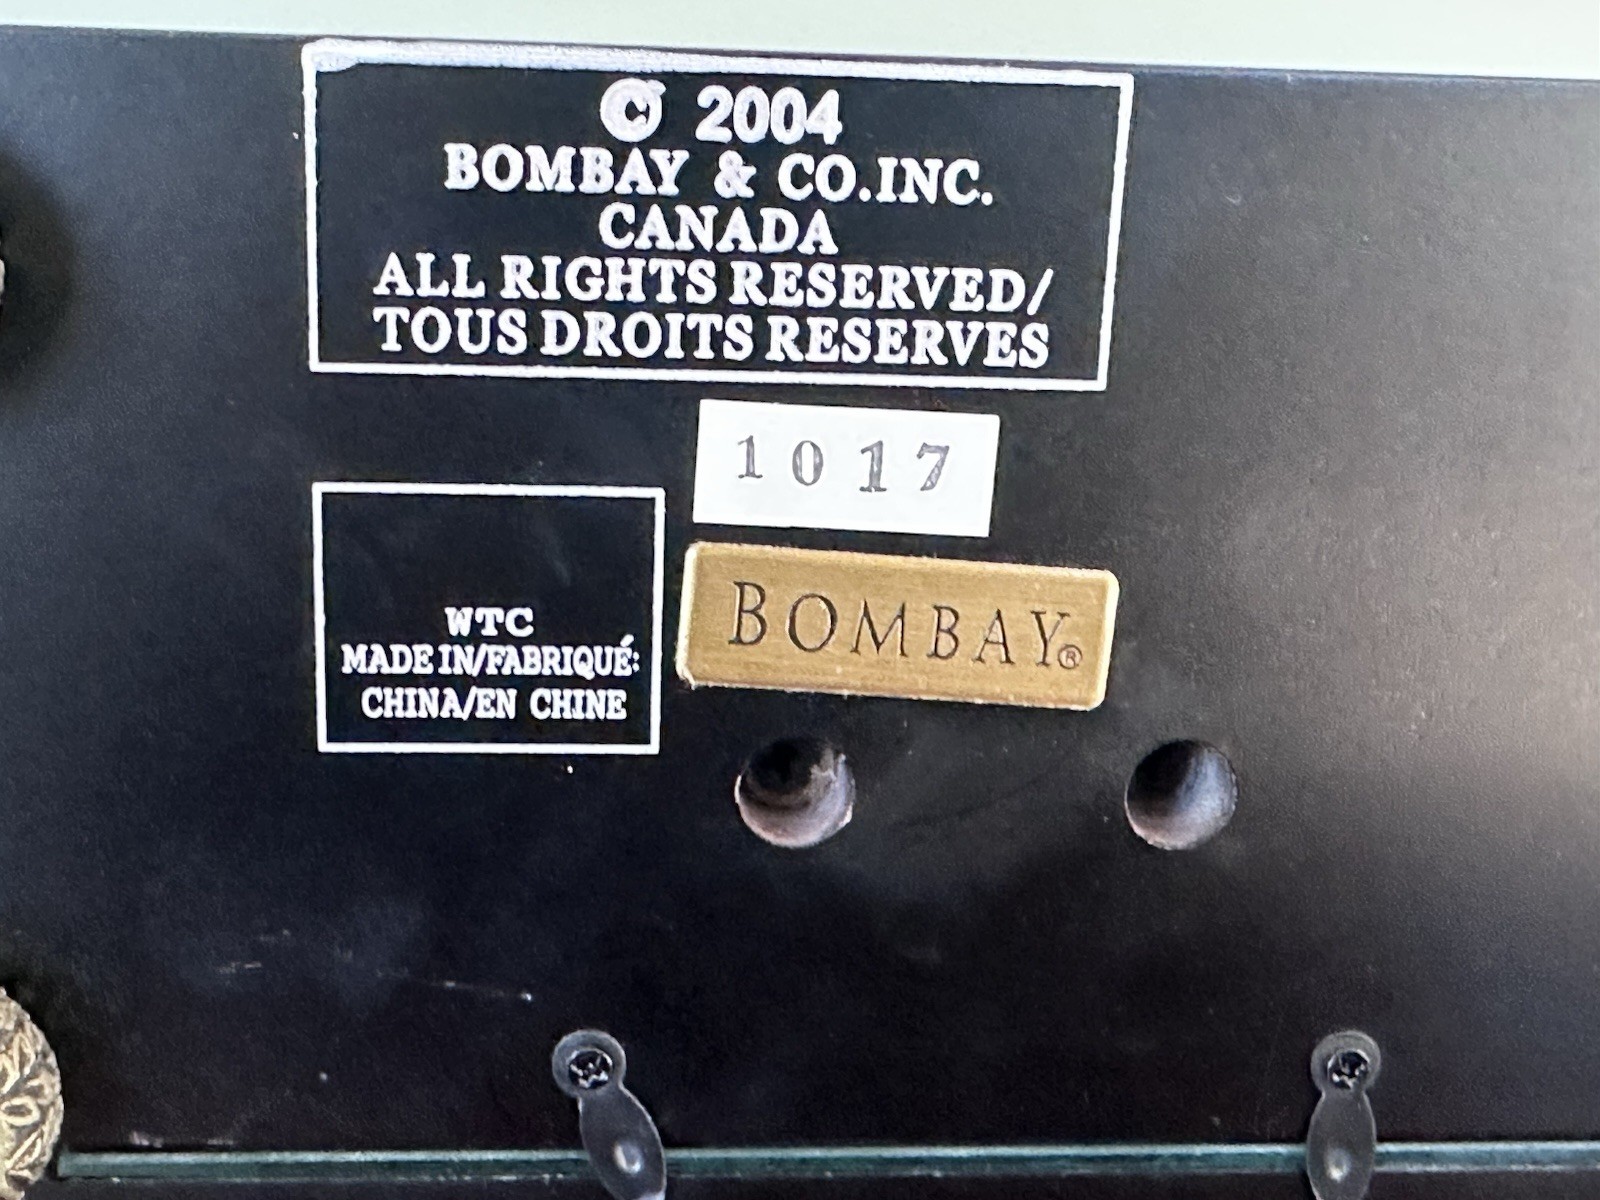 © 2004
BOMBAY & CO.INC.
CANADA
ALL RIGHTS RESERVED/
TOUS DROITS RESERVES
1017
WTC
MADE IN/FABRIQUÉ:
CHINA/EN CHINE
BOMBAY®